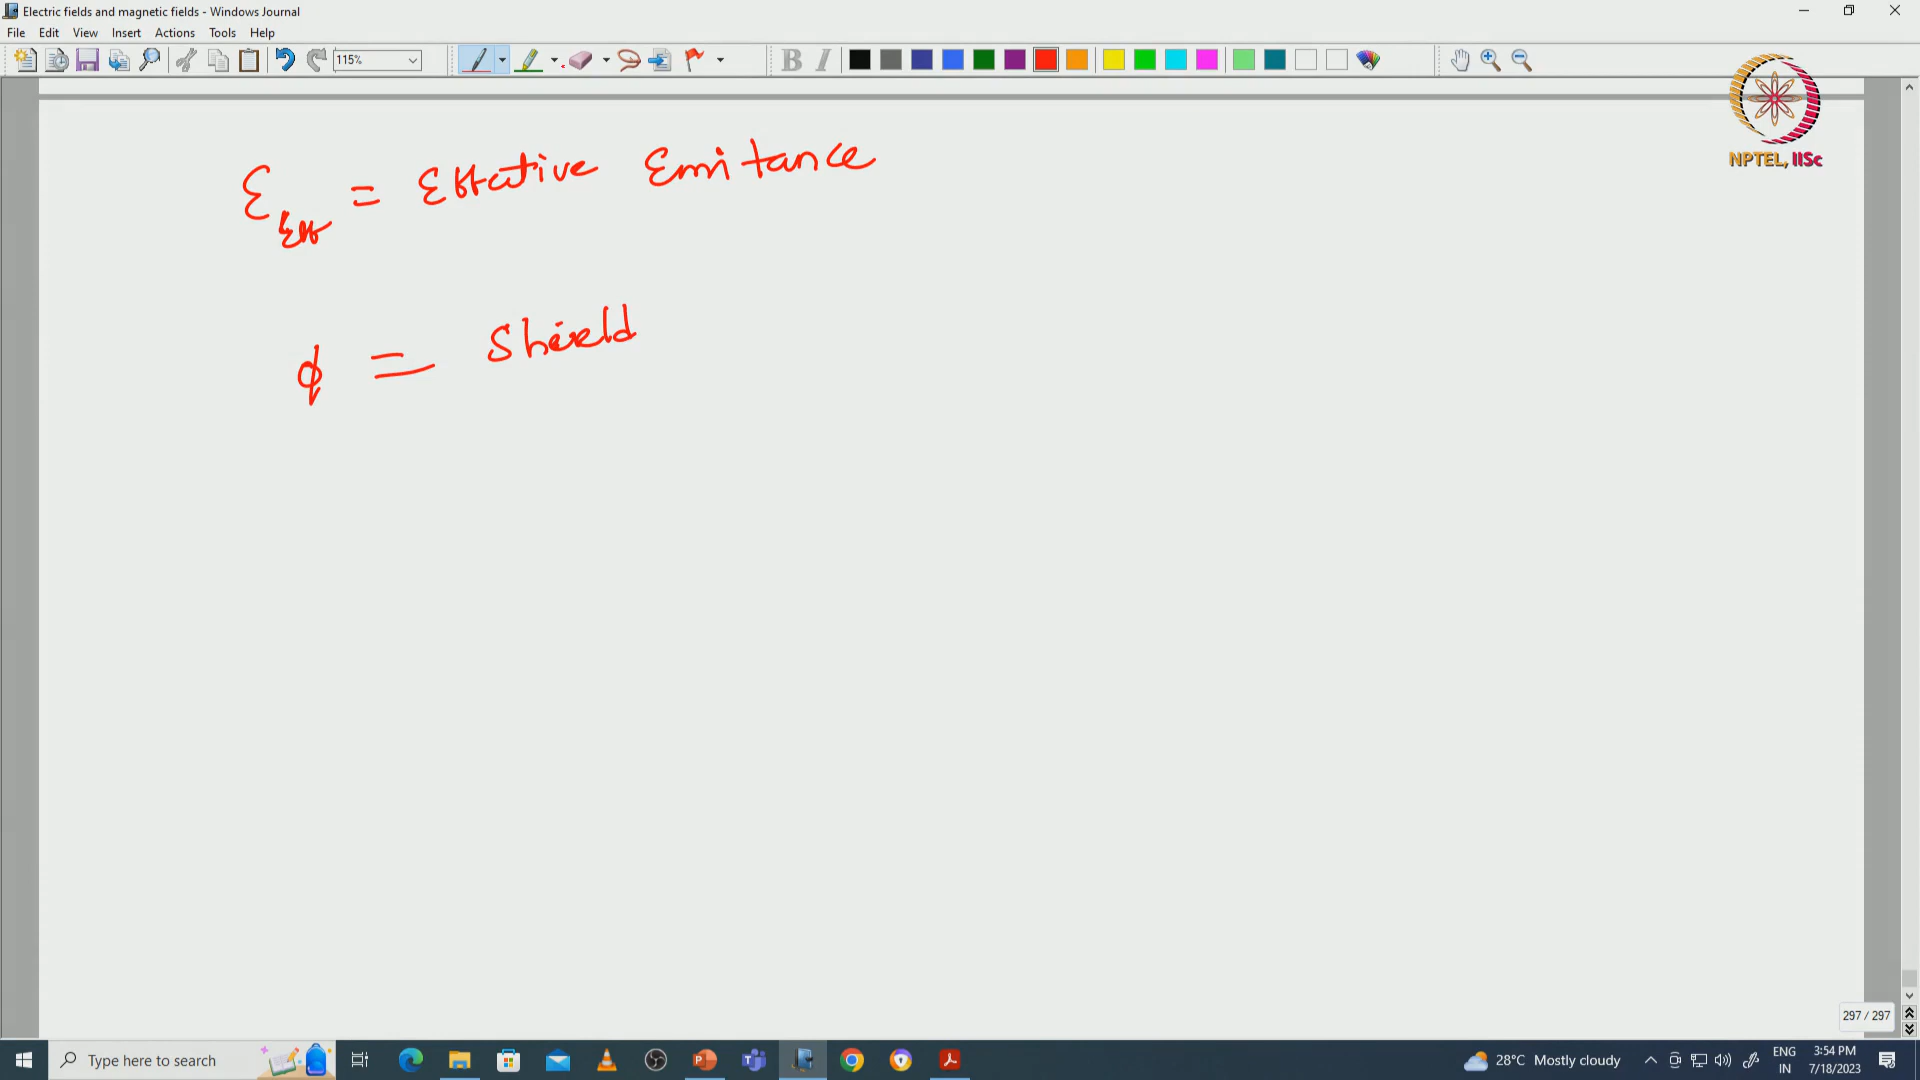 Electric fields and magnetic fields - Windows Journal
File Edit View Insert Actions Tools Help
115%
B I
NPTEL, IISc
ε Eff = Effective Emitance
φ = Shield
297 / 297
Type here to search
28°C Mostly cloudy
ENG
IN
3:54 PM
7/18/2023